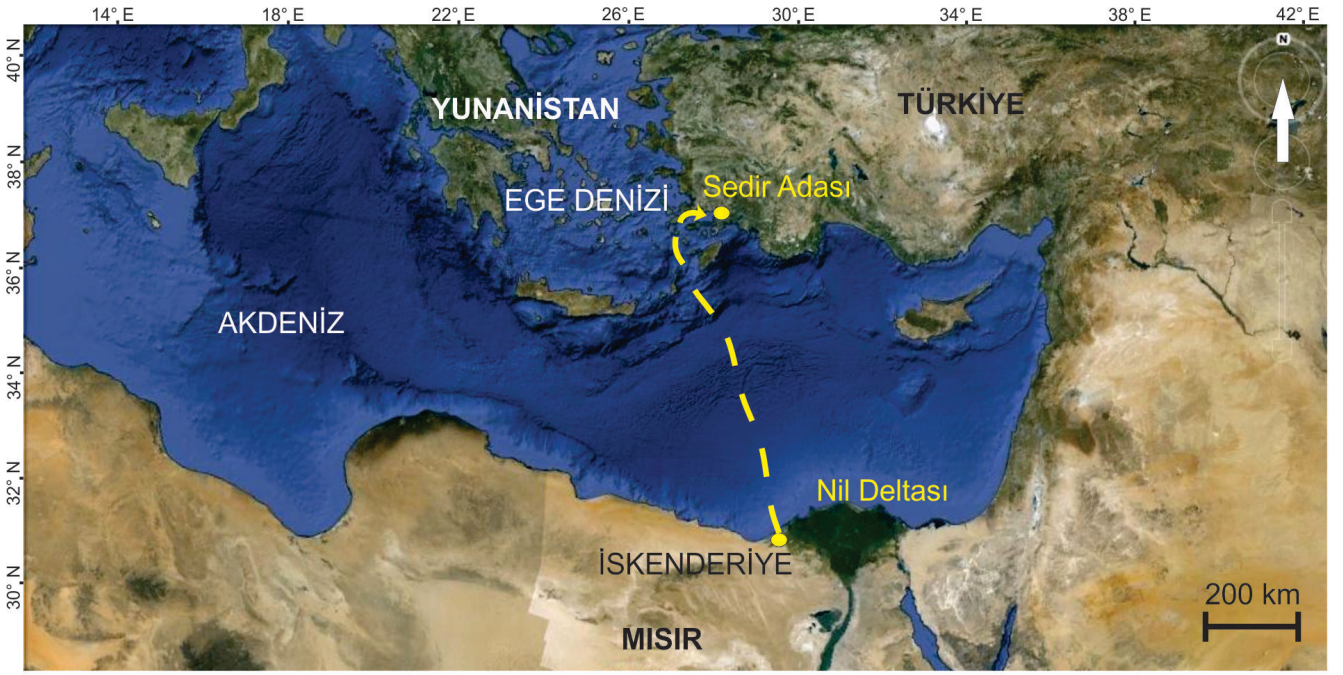 14° E 18° E 22° E 26° E 30° E 34° E 38° E 42° E
40° N
38° N
36° N
34° N
32° N
30° N
N
YUNANİSTAN
TÜRKİYE
EGE DENİZİ
Sedir Adası
AKDENİZ
Nil Deltası
İSKENDERİYE
MISIR
200 km